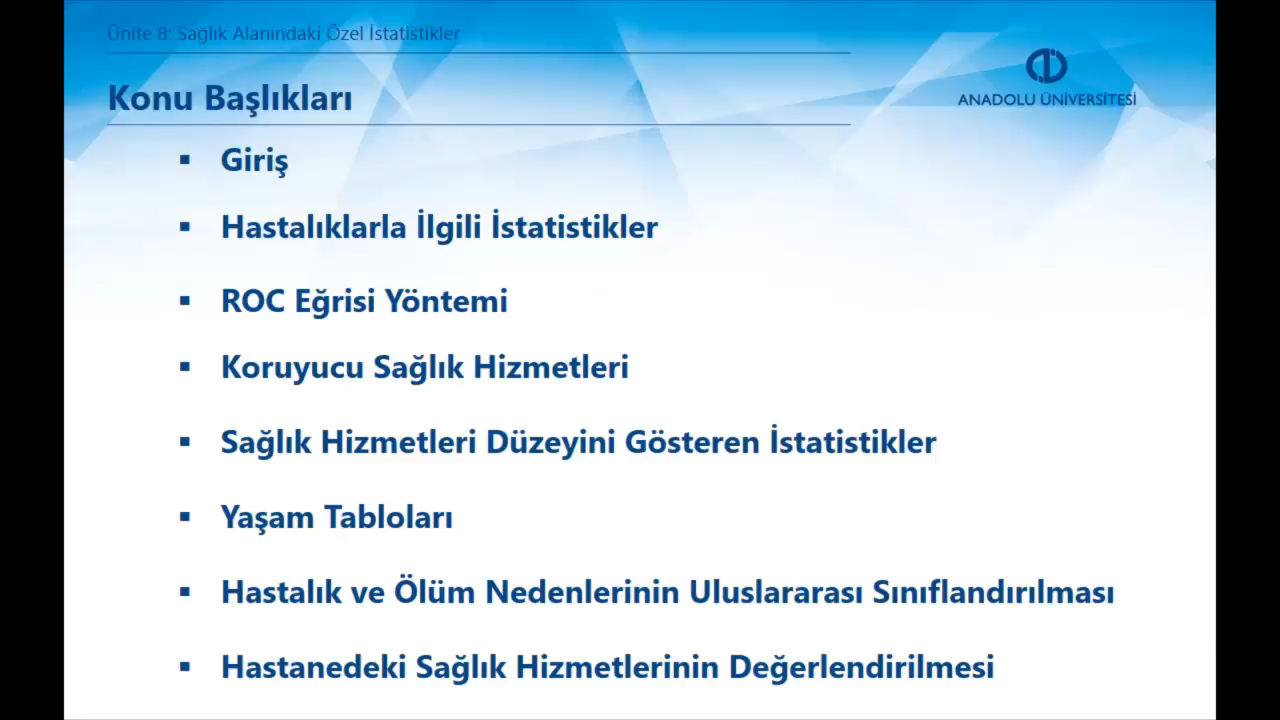 Ünite 8: Sağlık Alanındaki Özel İstatistikler
ANADOLU ÜNİVERSİTESİ
Konu Başlıkları
▪ Giriş
▪ Hastalıklarla İlgili İstatistikler
▪ ROC Eğrisi Yöntemi
▪ Koruyucu Sağlık Hizmetleri
▪ Sağlık Hizmetleri Düzeyini Gösteren İstatistikler
▪ Yaşam Tabloları
▪ Hastalık ve Ölüm Nedenlerinin Uluslararası Sınıflandırılması
▪ Hastanedeki Sağlık Hizmetlerinin Değerlendirilmesi